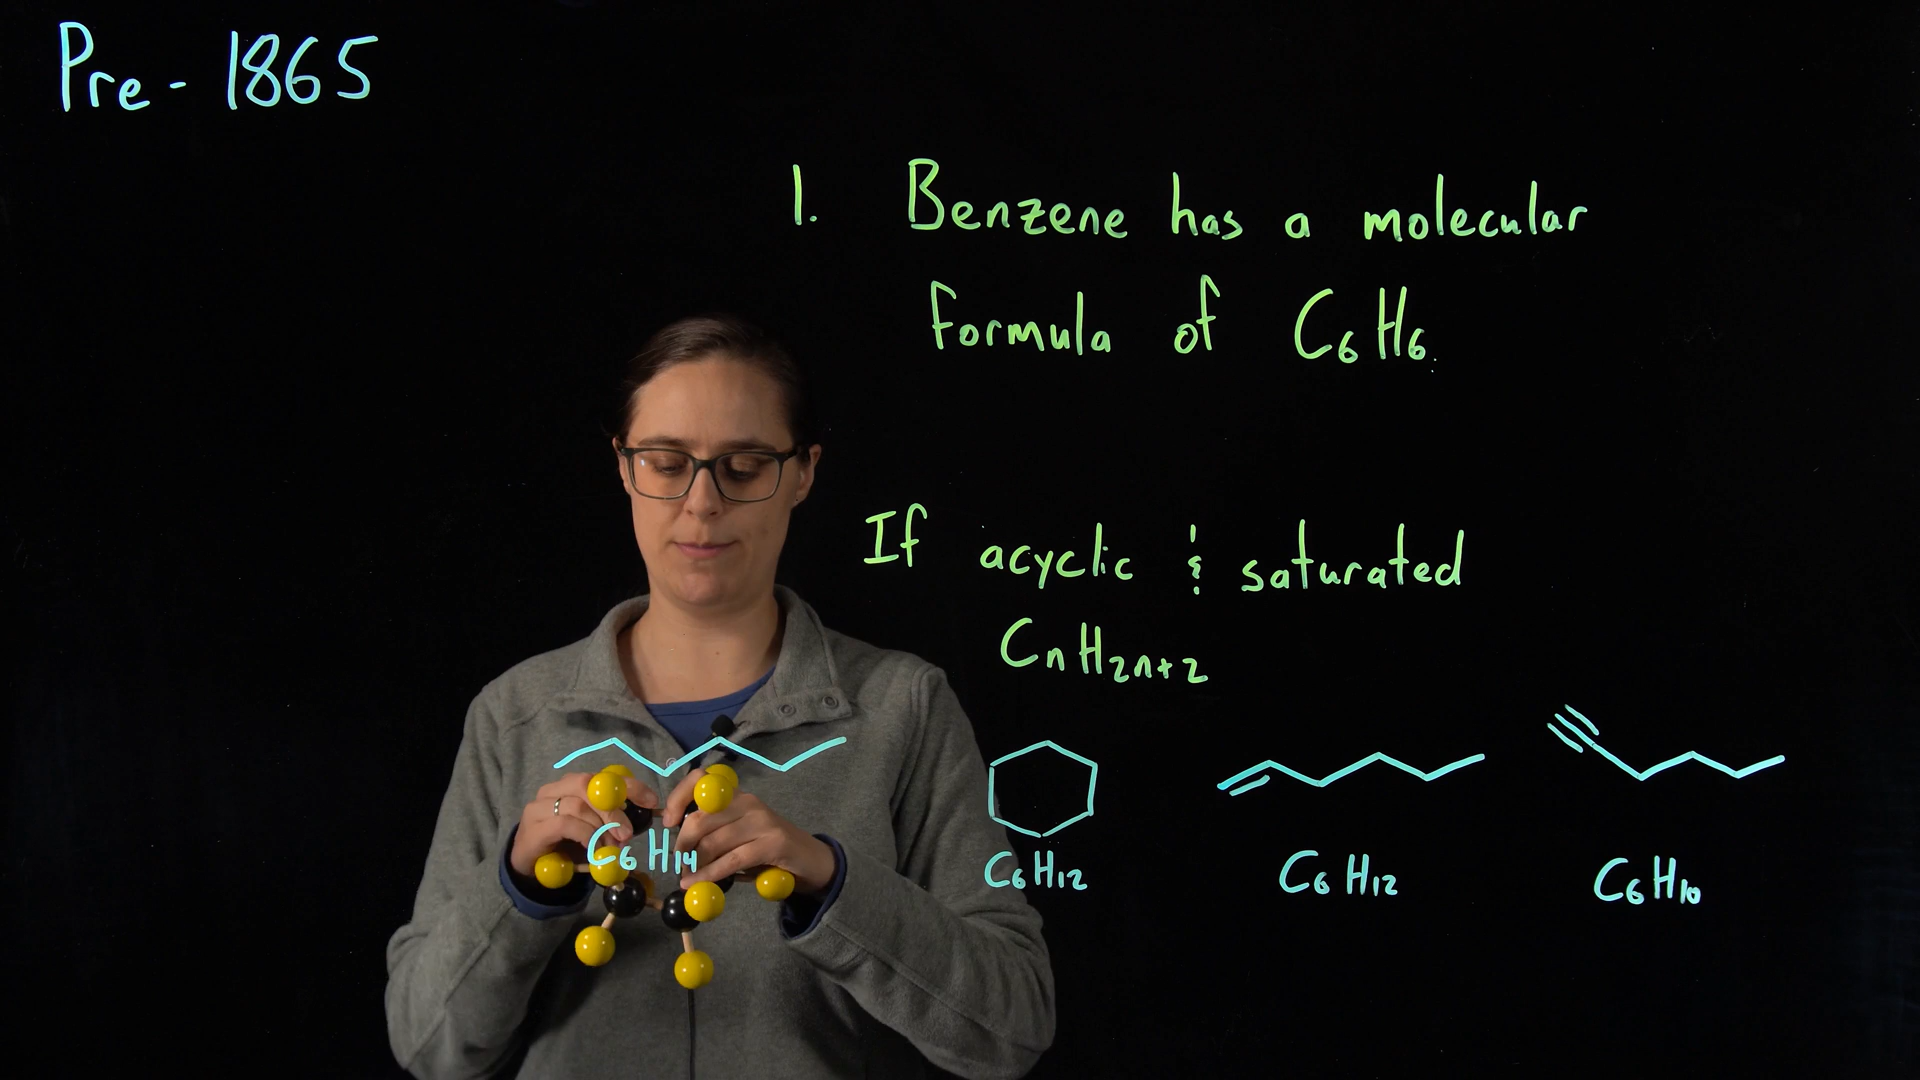 Pre - 1865
1. Benzene has a molecular
formula of C₆H₆.
If acyclic & saturated
CₙH₂ₙ₊₂
C₆H₁₄
C₆H₁₂
C₆H₁₂
C₆H₁₀